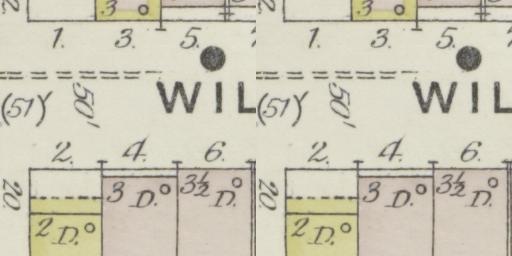 3 3
1. 3. 5. 1. 3. 5.
(51) 50' WIL (51) 50' WIL
2. 4. 6. 2. 4. 6.
20. 3 D. 3½ D. 20. 3 D. 3½ D.
2 D. 2 D.